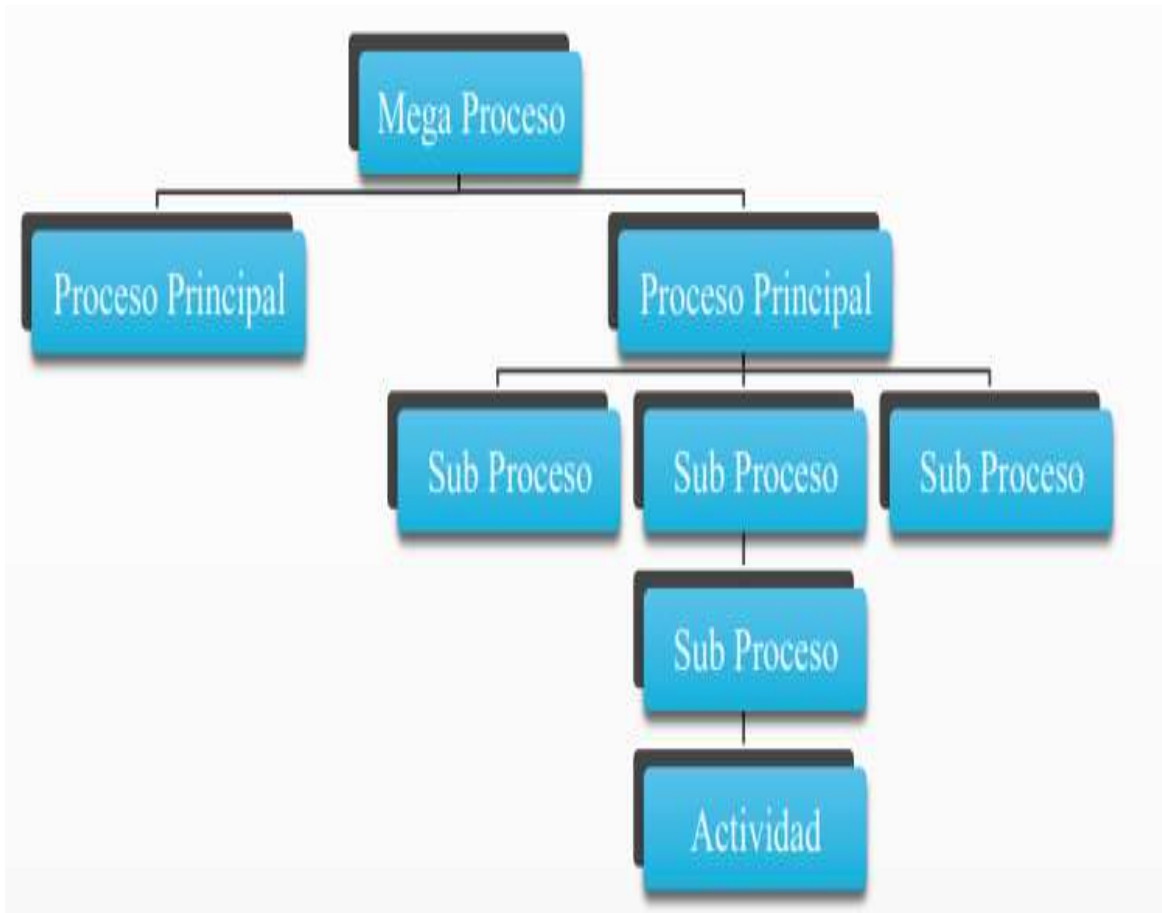 Mega Proceso
Proceso Principal
Proceso Principal
Sub Proceso
Sub Proceso
Sub Proceso
Sub Proceso
Actividad